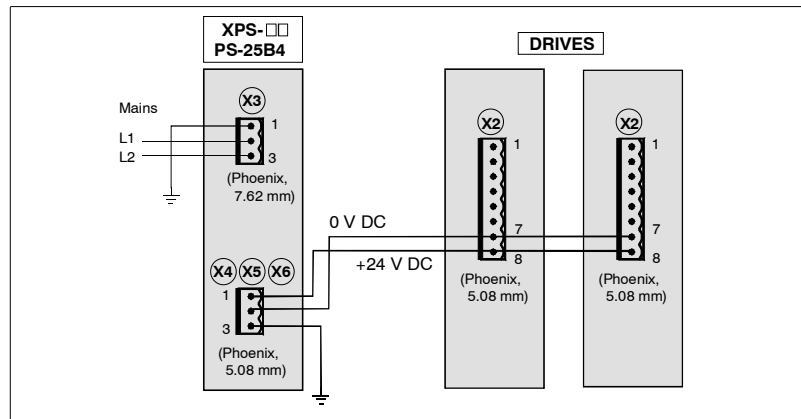 XPS-□□
PS-25B4
DRIVES
Mains
L1
L2
X3
1
3
(Phoenix,
7.62 mm)
X4 X5 X6
1
3
(Phoenix,
5.08 mm)
0 V DC
+24 V DC
X2
1
7
8
(Phoenix,
5.08 mm)
X2
1
7
8
(Phoenix,
5.08 mm)